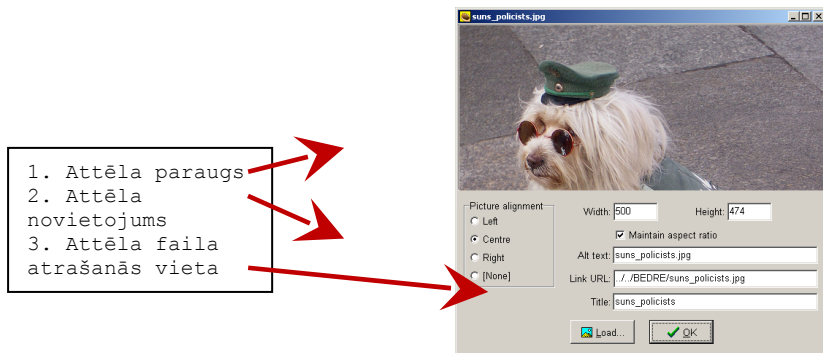 1. Attēla paraugs
2. Attēla
novietojums
3. Attēla faila
atrašanās vieta
suns_policists.jpg
Picture alignment
Left
Centre
Right
[None]
Width: 500 Height: 474
Maintain aspect ratio
Alt text: suns_policists.jpg
Link URL: ../../BEDRE/suns_policists.jpg
Title: suns_policists
Load... OK